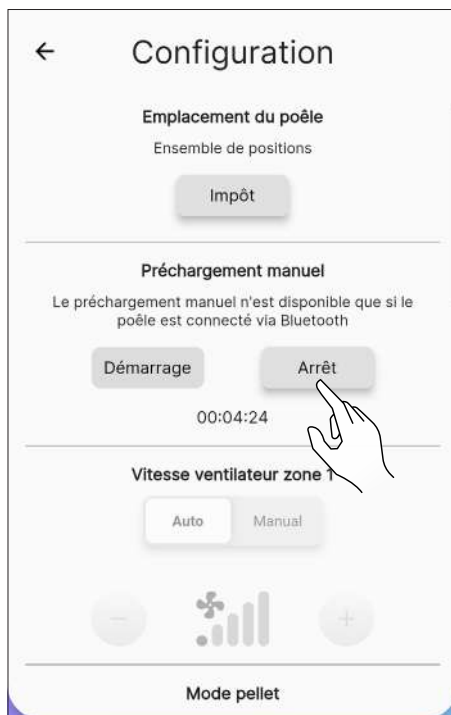 Configuration
Emplacement du poêle
Ensemble de positions
Impôt
Préchargement manuel
Le préchargement manuel n'est disponible que si le
poêle est connecté via Bluetooth
Démarrage
Arrêt
00:04:24
Vitesse ventilateur zone 1
Auto
Manual
Mode pellet